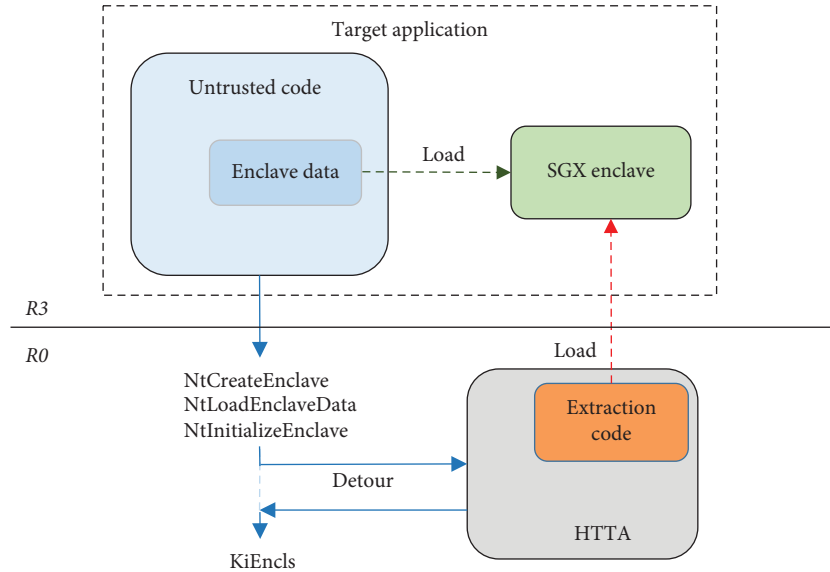 Target application
Untrusted code
Enclave data
Load
SGX enclave
R3
R0
Load
NtCreateEnclave
NtLoadEnclaveData
NtInitializeEnclave
Extraction
code
Detour
HTTA
KiEncls